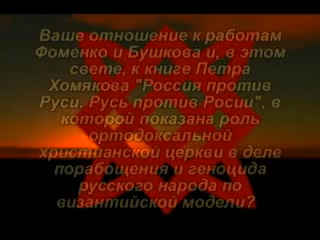 Ваше отношение к работам
Фоменко и Бушкова и, в этом
свете, к книге Петра
Хомякова "Россия против
Руси. Русь против Росии", в
которой показана роль
ортодоксальной
христианской церкви в деле
порабощения и геноцида
русского народа по
византийской модели?